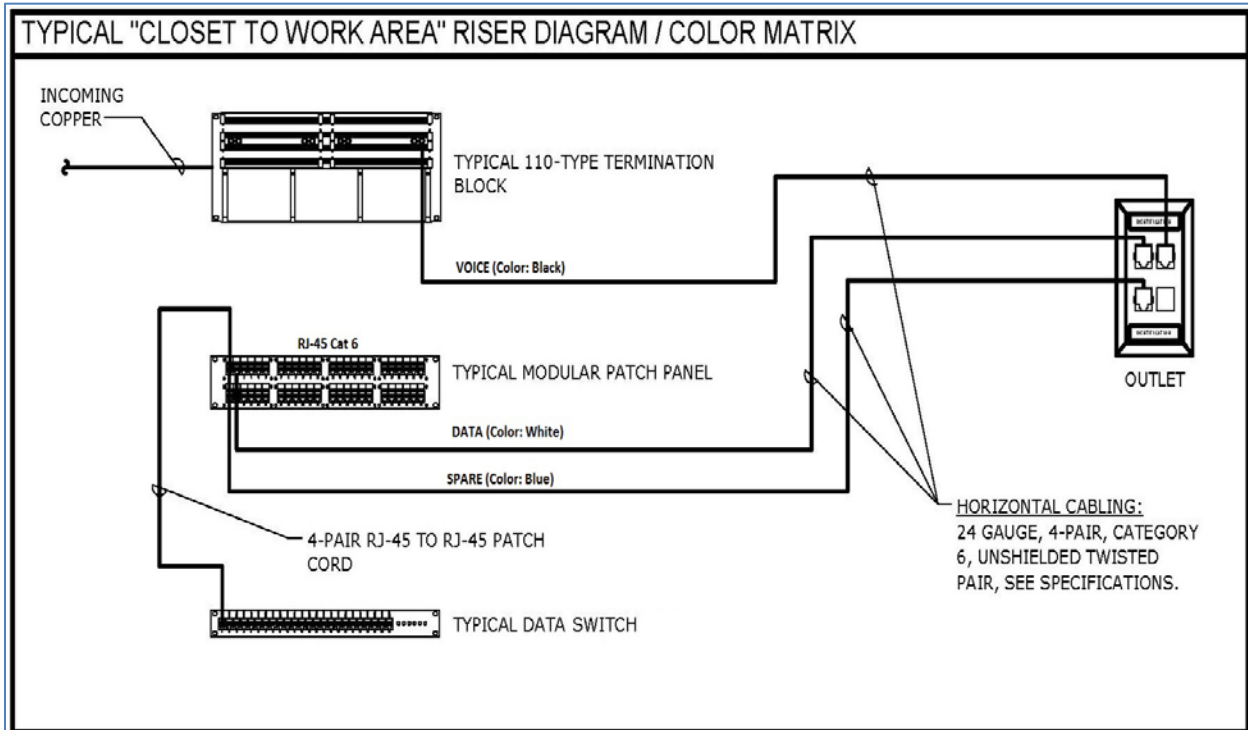 TYPICAL "CLOSET TO WORK AREA" RISER DIAGRAM / COLOR MATRIX
INCOMING
COPPER
TYPICAL 110-TYPE TERMINATION
BLOCK
VOICE (Color: Black)
RJ-45 Cat 6
TYPICAL MODULAR PATCH PANEL
OUTLET
DATA (Color: White)
SPARE (Color: Blue)
HORIZONTAL CABLING:
24 GAUGE, 4-PAIR, CATEGORY
6, UNSHIELDED TWISTED
PAIR, SEE SPECIFICATIONS.
4-PAIR RJ-45 TO RJ-45 PATCH
CORD
TYPICAL DATA SWITCH